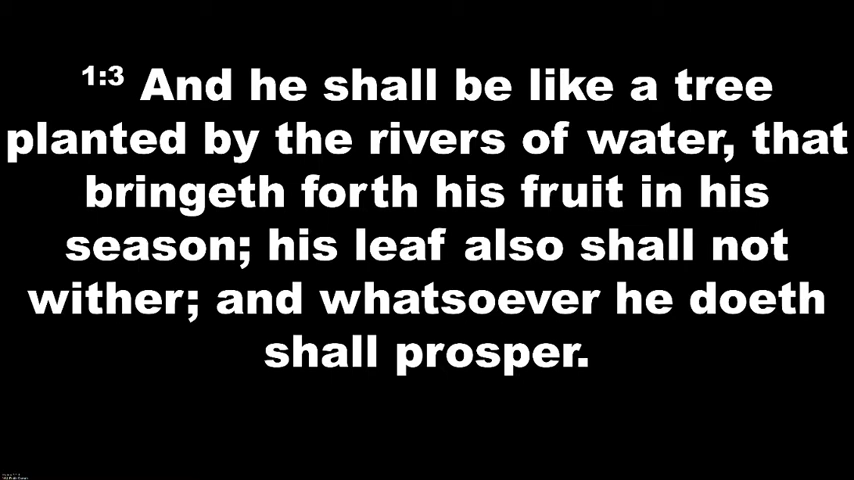 1:3 And he shall be like a tree
planted by the rivers of water, that
bringeth forth his fruit in his
season; his leaf also shall not
wither; and whatsoever he doeth
shall prosper.